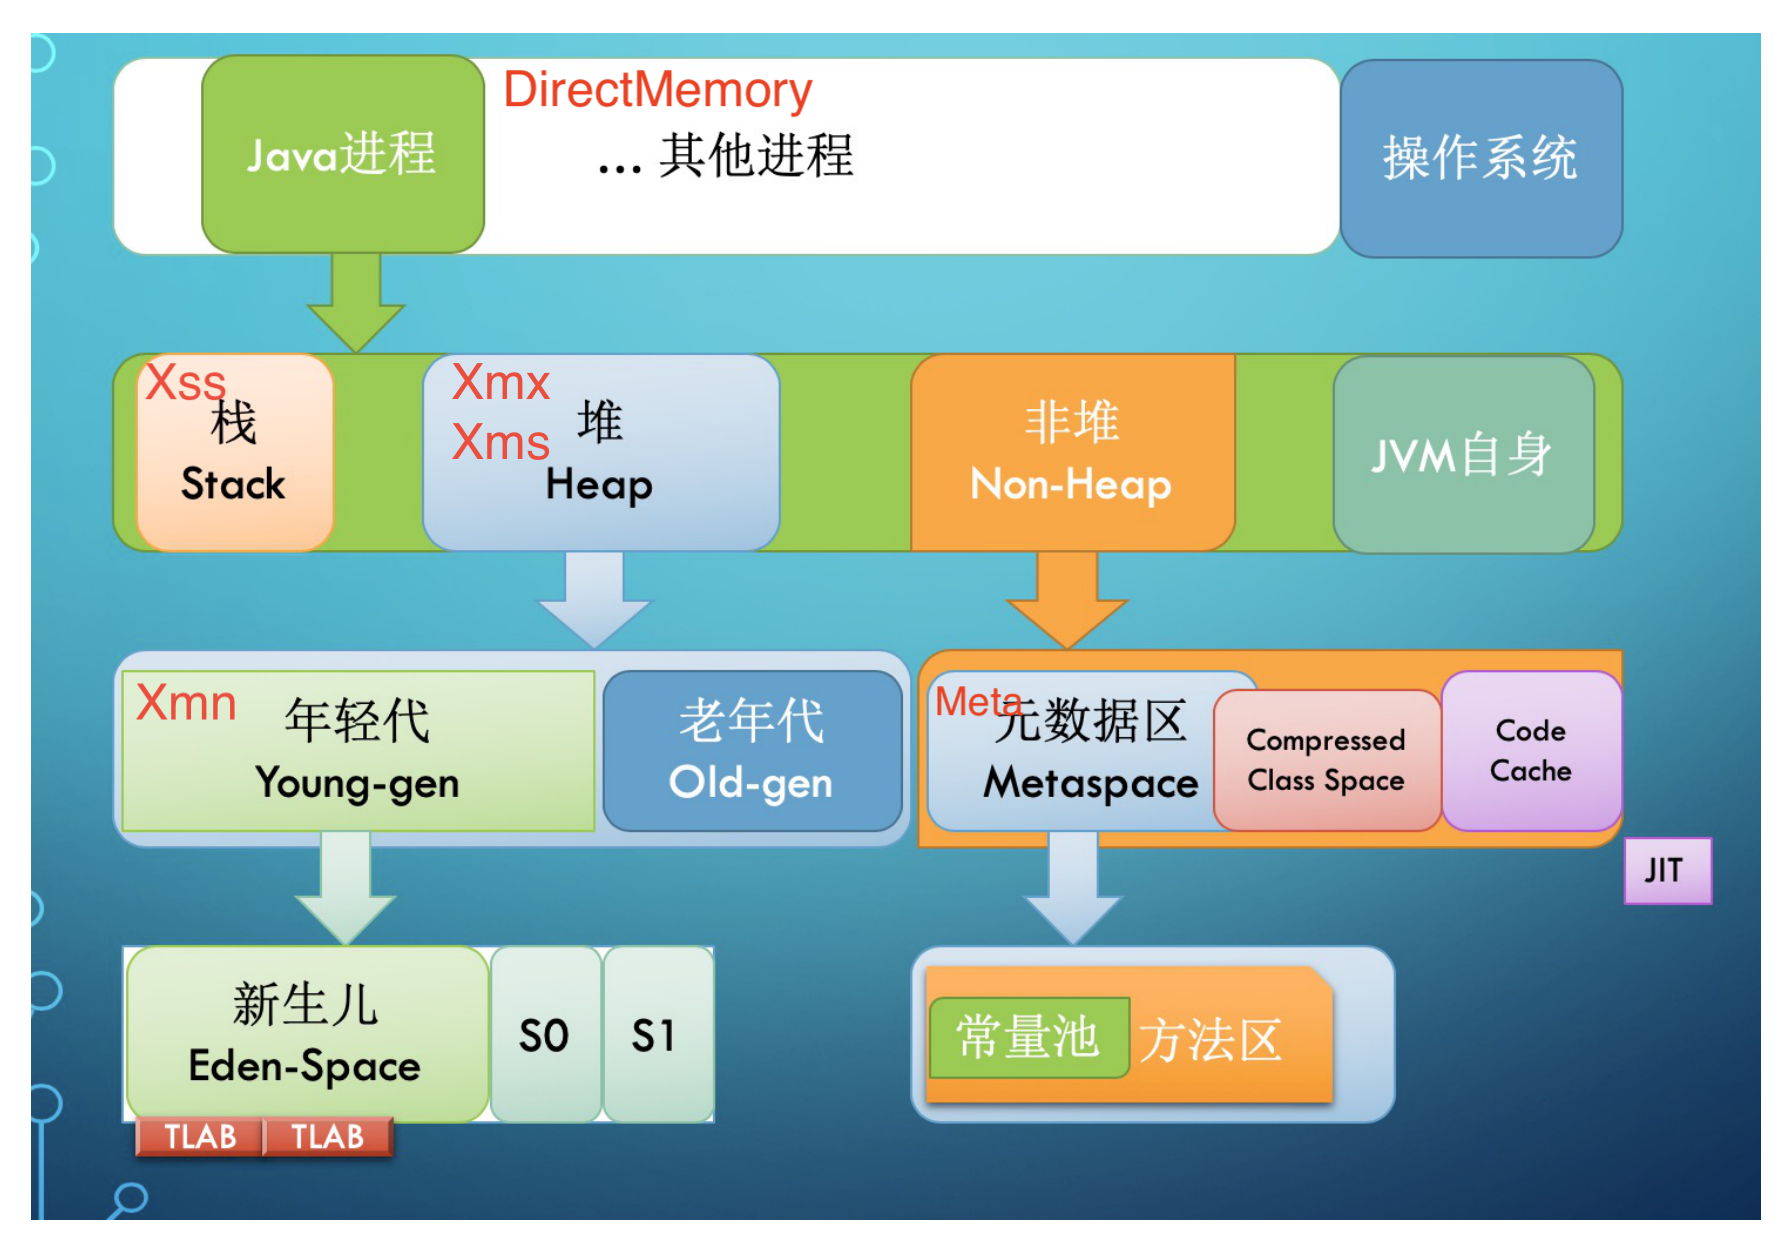 DirectMemory
Java进程
... 其他进程
操作系统
Xss
栈
Stack
Xmx
Xms
堆
Heap
非堆
Non-Heap
JVM自身
Xmn
年轻代
Young-gen
老年代
Old-gen
Meta
元数据区
Metaspace
Compressed
Class Space
Code
Cache
JIT
新生儿
Eden-Space
S0
S1
TLAB
TLAB
常量池
方法区